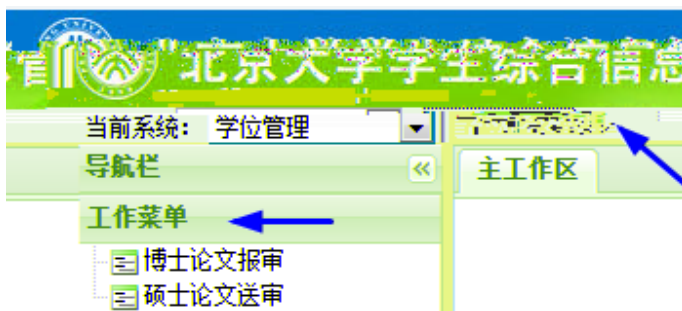 北京大学学生综合信息
当前系统： 学位管理
导航栏
主工作区
工作菜单
博士论文报审
硕士论文送审